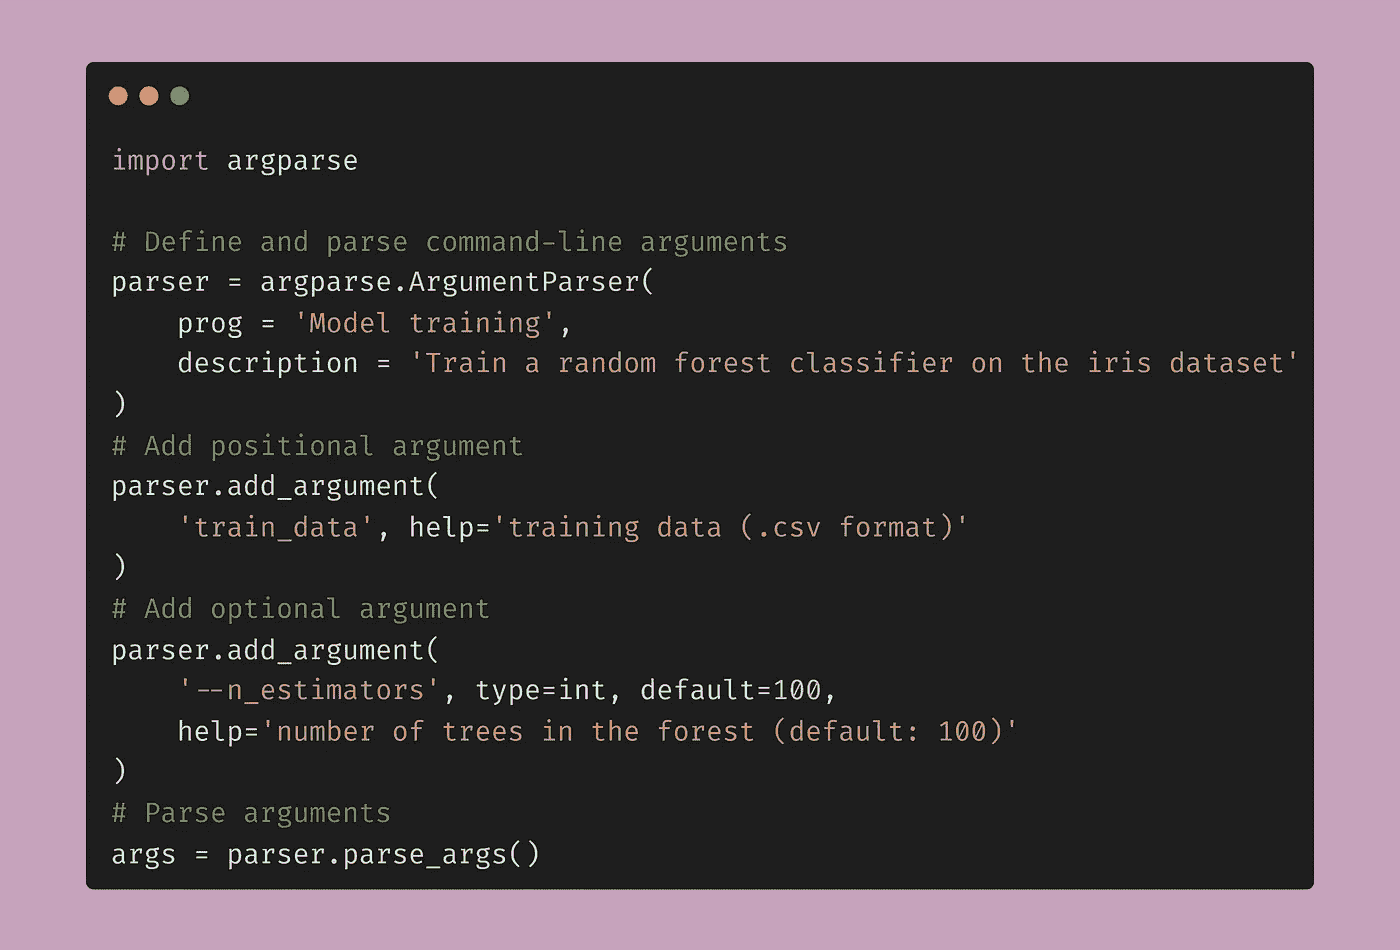 import argparse

# Define and parse command-line arguments
parser = argparse.ArgumentParser(
    prog = 'Model training',
    description = 'Train a random forest classifier on the iris dataset'
)
# Add positional argument
parser.add_argument(
    'train_data', help='training data (.csv format)'
)
# Add optional argument
parser.add_argument(
    '--n_estimators', type=int, default=100,
    help='number of trees in the forest (default: 100)'
)
# Parse arguments
args = parser.parse_args()